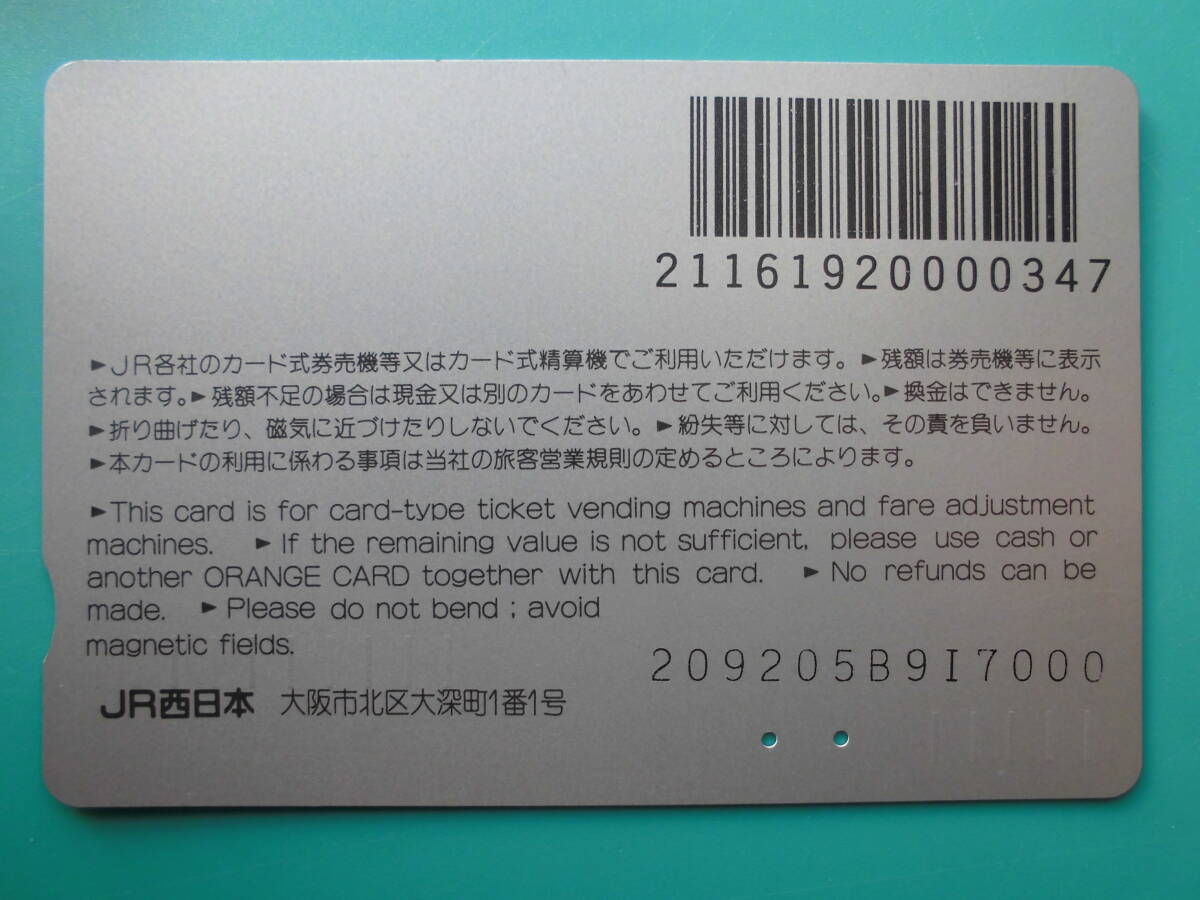 21161920000347
►JR各社のカード式券売機等又はカード式精算機でご利用いただけます。►残額は券売機等に表示
されます。►残額不足の場合は現金又は別のカードをあわせてご利用ください。►換金はできません。
►折り曲げたり、磁気に近づけたりしないでください。►紛失等に対しては、その責を負いません。
►本カードの利用に係わる事項は当社の旅客営業規則の定めるところによります。
►This card is for card-type ticket vending machines and fare adjustment
machines. ►If the remaining value is not sufficient, please use cash or
another ORANGE CARD together with this card. ►No refunds can be
made. ►Please do not bend ; avoid
magnetic fields.
209205B9I7000
JR西日本 大阪市北区大深町1番1号